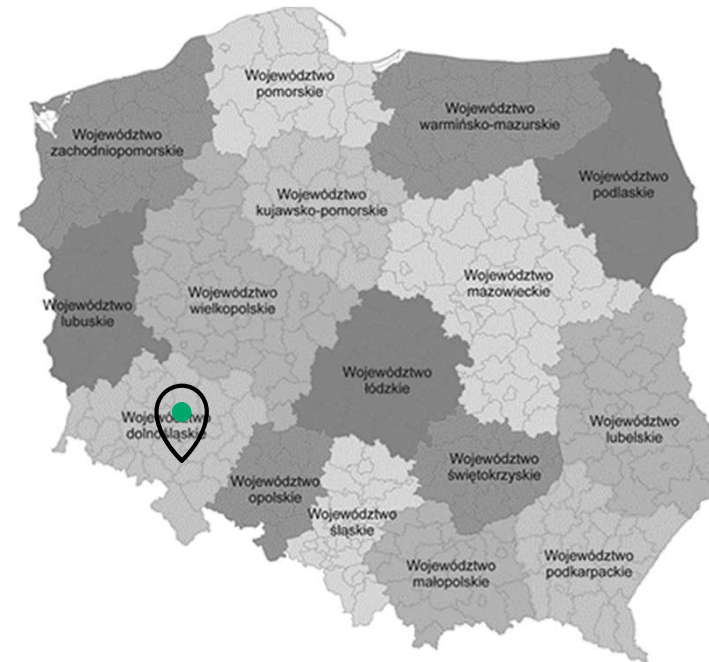 Województwo
pomorskie
Województwo
zachodniopomorskie
Województwo
warmińsko-mazurskie
Województwo
podlaskie
Województwo
kujawsko-pomorskie
Województwo
mazowieckie
Województwo
wielkopolskie
Województwo
lubuskie
Województwo
łódzkie
Województwo
dolnośląskie
Województwo
lubelskie
Województwo
świętokrzyskie
Województwo
opolskie
Województwo
śląskie
Województwo
małopolskie
Województwo
podkarpackie